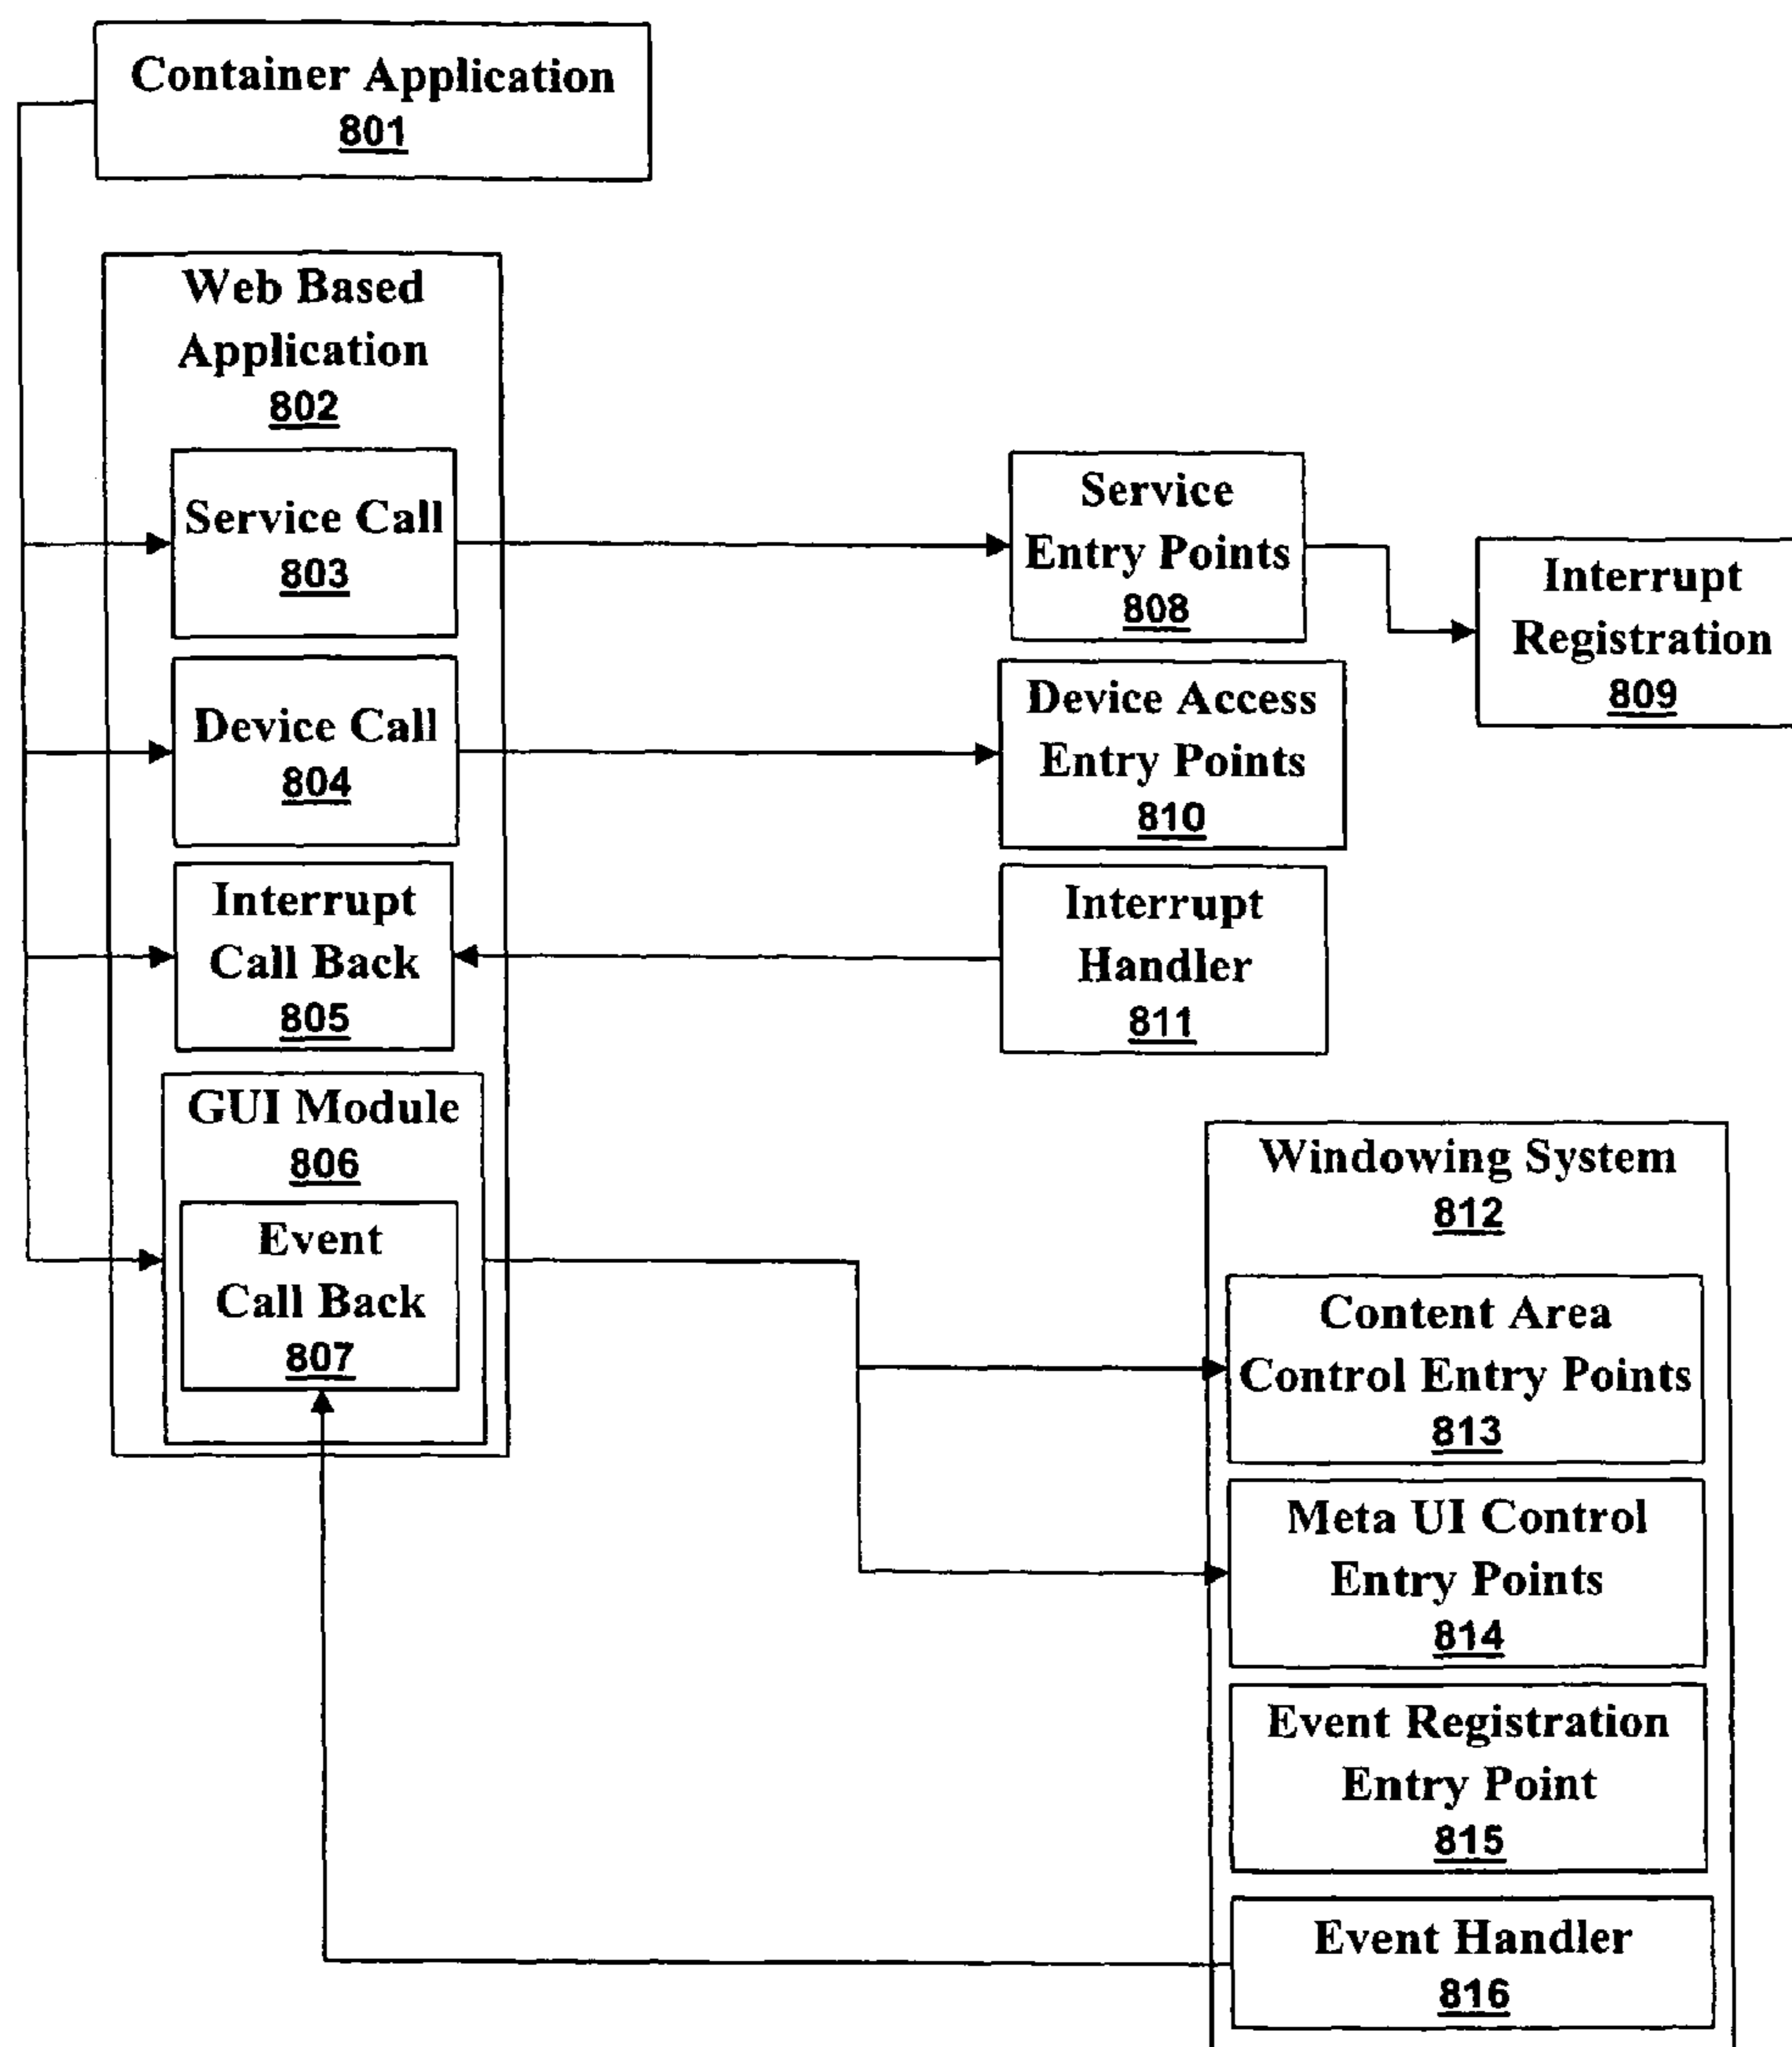 Container Application
801
Web Based
Application
802
Service Call
803
Device Call
804
Interrupt
Call Back
805
GUI Module
806
Event
Call Back
807
Service
Entry Points
808
Interrupt
Registration
809
Device Access
Entry Points
810
Interrupt
Handler
811
Windowing System
812
Content Area
Control Entry Points
813
Meta UI Control
Entry Points
814
Event Registration
Entry Point
815
Event Handler
816